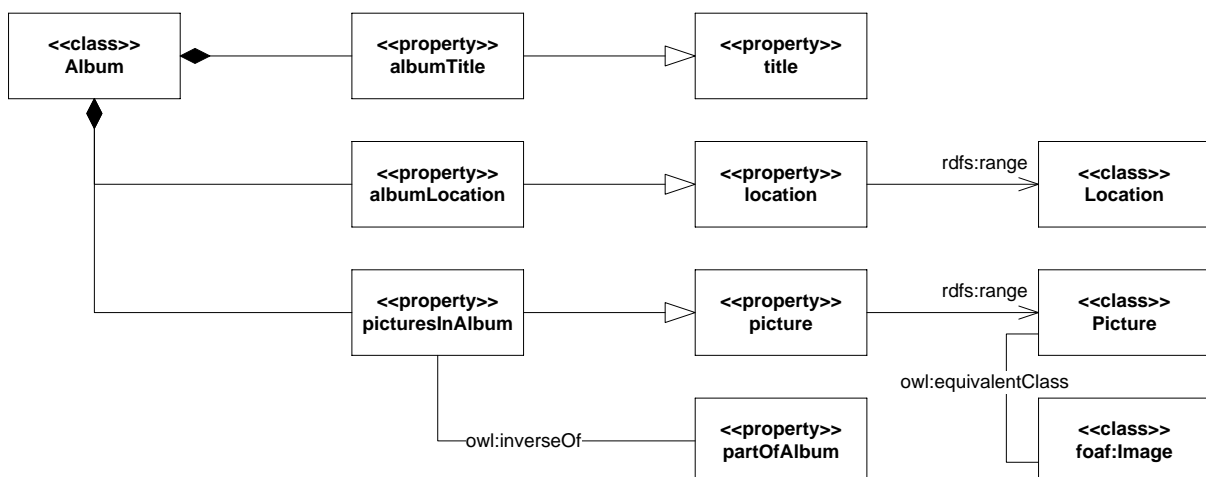 <<class>>
Album
<<property>>
albumTitle
<<property>>
title
<<property>>
albumLocation
<<property>>
location
rdfs:range
<<class>>
Location
<<property>>
picturesInAlbum
<<property>>
picture
rdfs:range
<<class>>
Picture
owl:equivalentClass
owl:inverseOf
<<property>>
partOfAlbum
<<class>>
foaf:Image